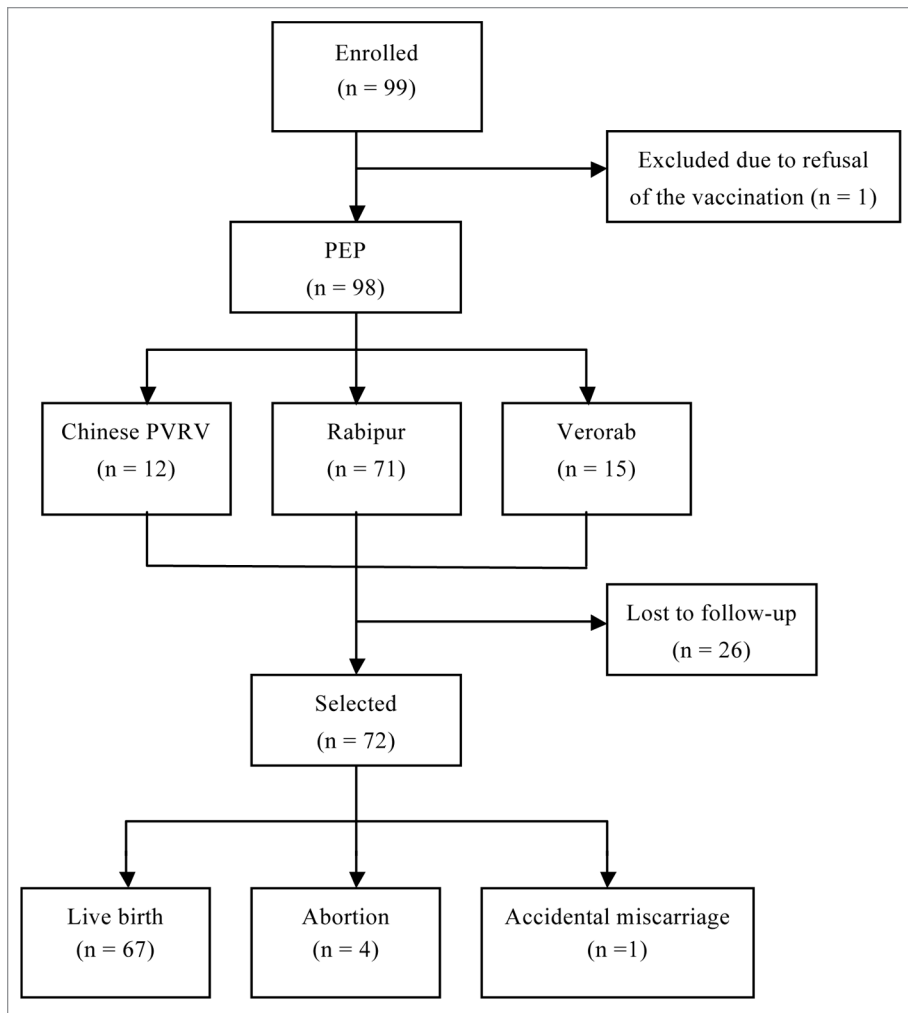 Enrolled
(n = 99)
Excluded due to refusal
of the vaccination (n = 1)
PEP
(n = 98)
Chinese PVRV
(n = 12)
Rabipur
(n = 71)
Verorab
(n = 15)
Lost to follow-up
(n = 26)
Selected
(n = 72)
Live birth
(n = 67)
Abortion
(n = 4)
Accidental miscarriage
(n =1)